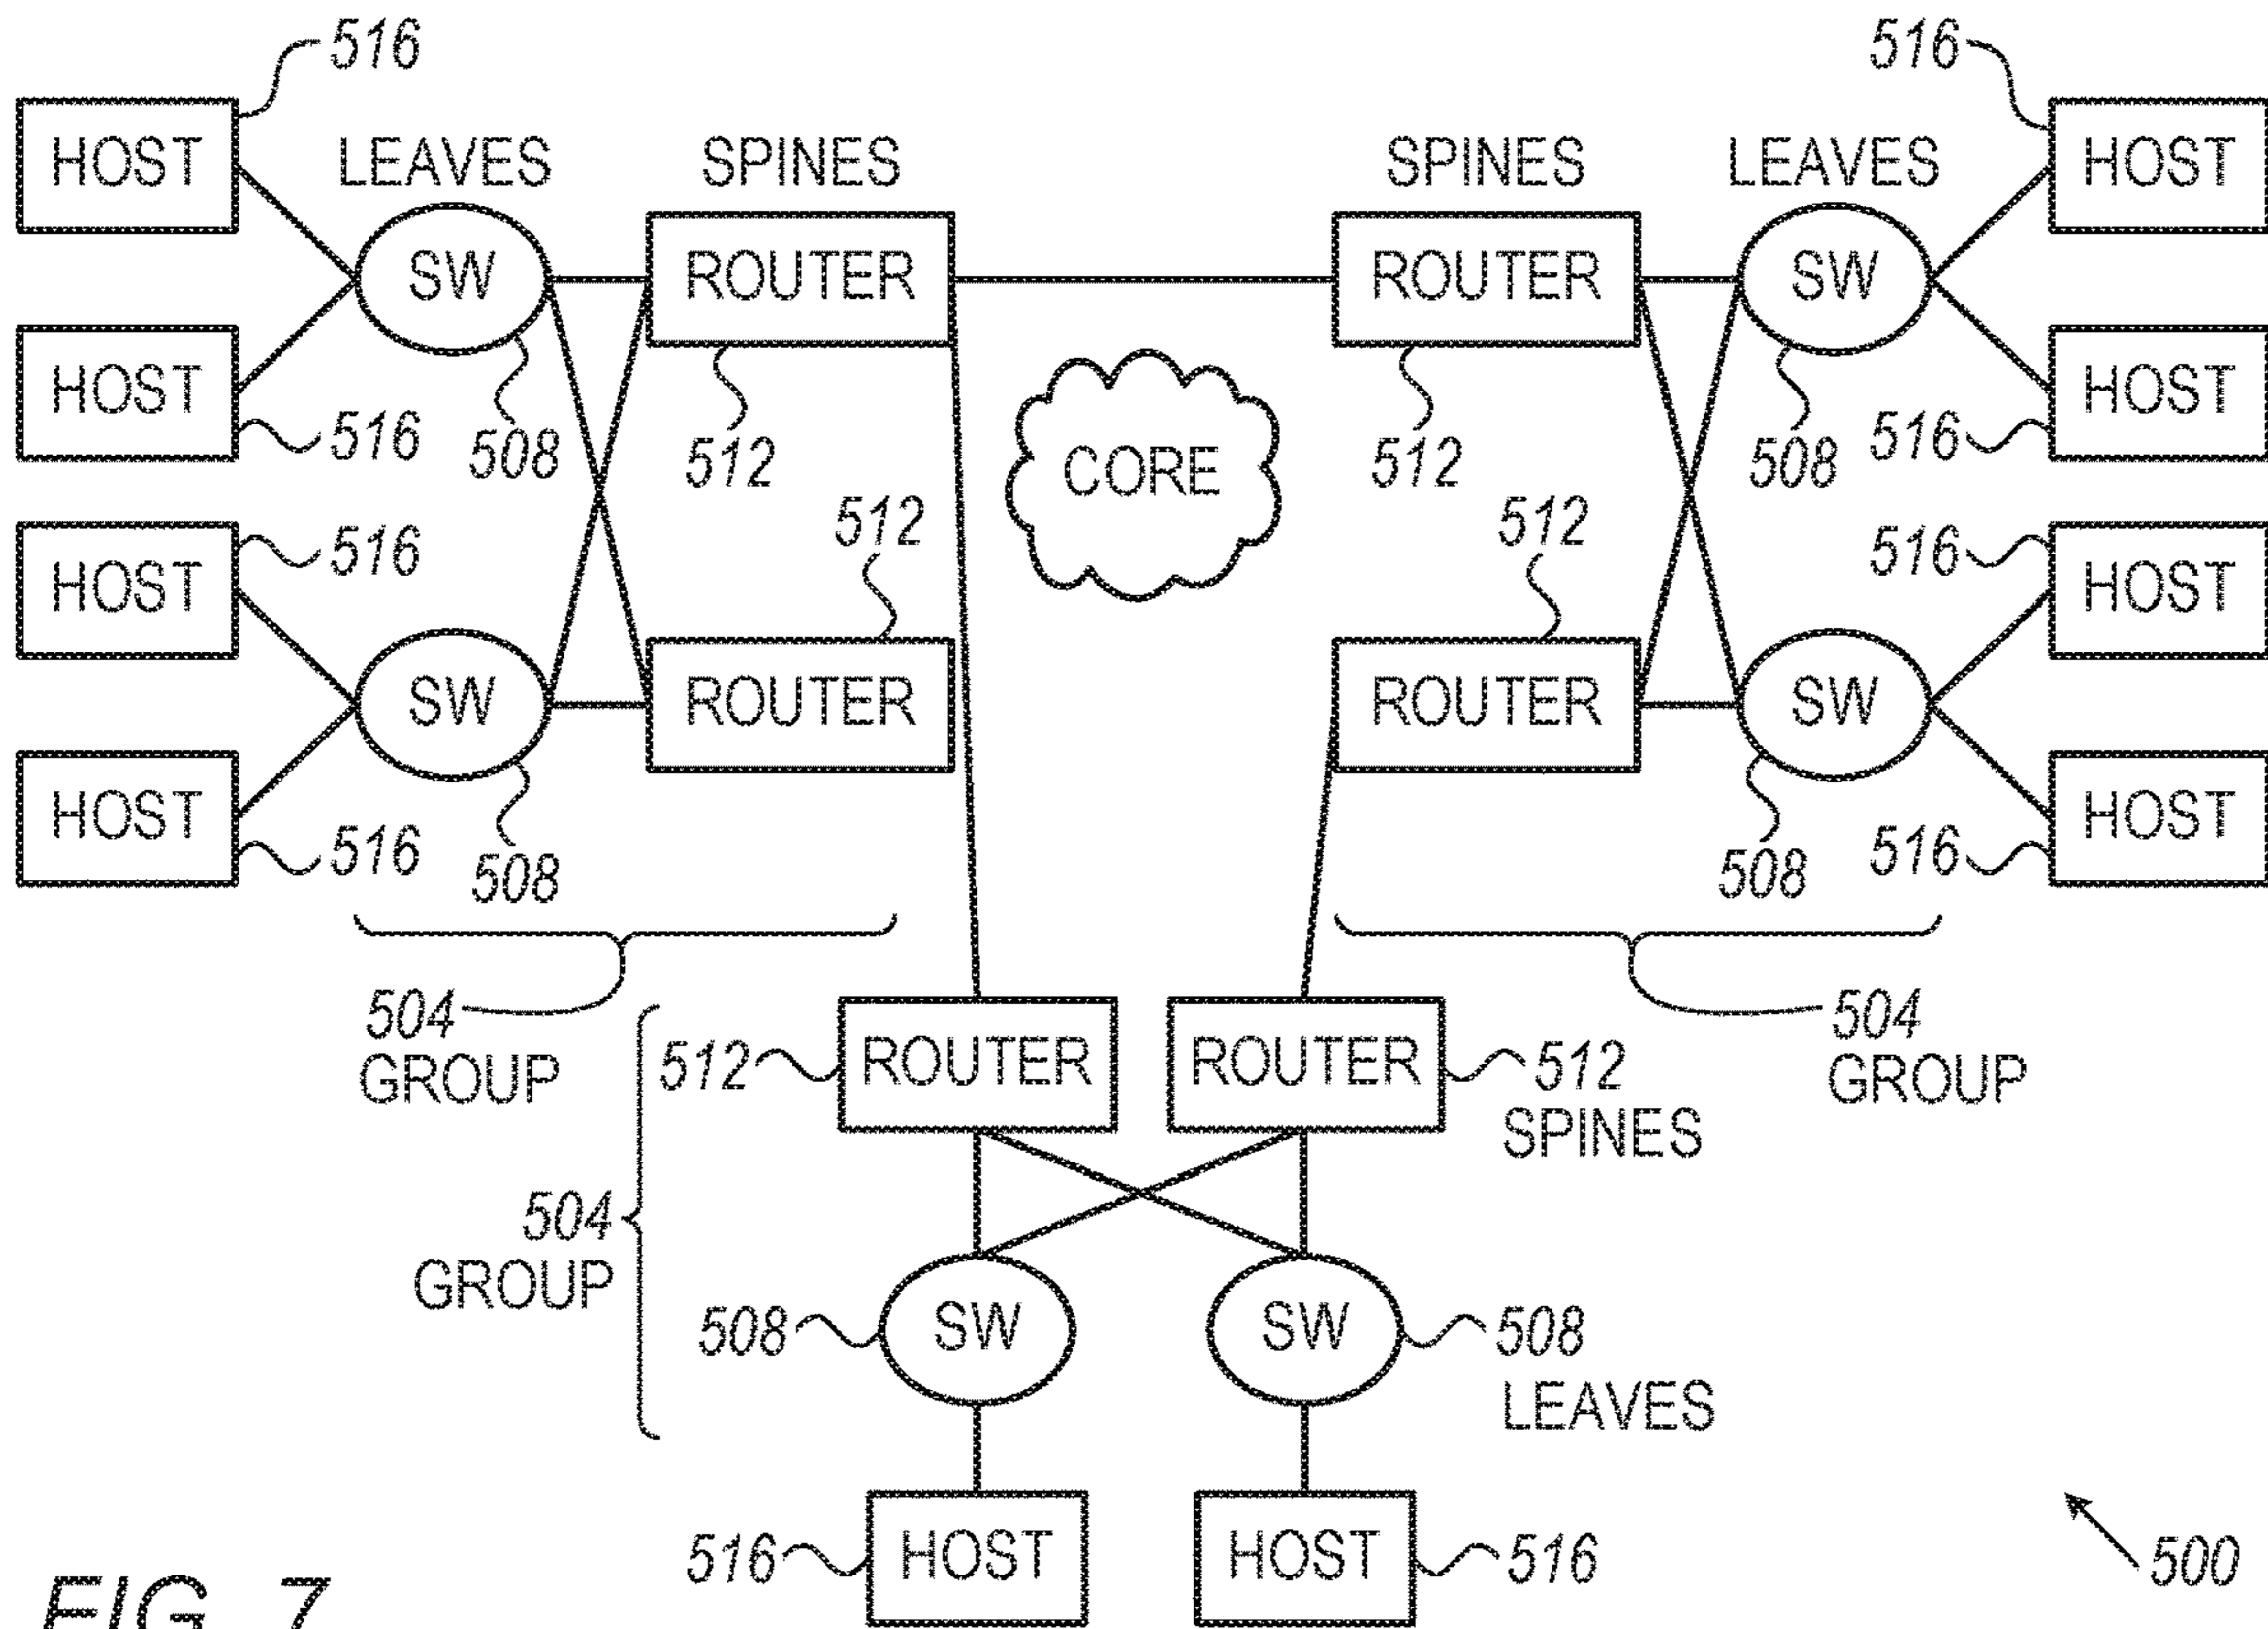 516 516
HOST HOST
LEAVES SPINES SPINES LEAVES
SW ROUTER ROUTER SW
HOST HOST
516 508 512 CORE 512 508 516
512 512
516 516
HOST HOST
SW ROUTER ROUTER SW
HOST HOST
516 508 508 516
504 504
GROUP GROUP
512 ROUTER ROUTER 512
SPINES
504
GROUP
508 SW SW 508
LEAVES
516 HOST HOST 516
500
FIG. 7